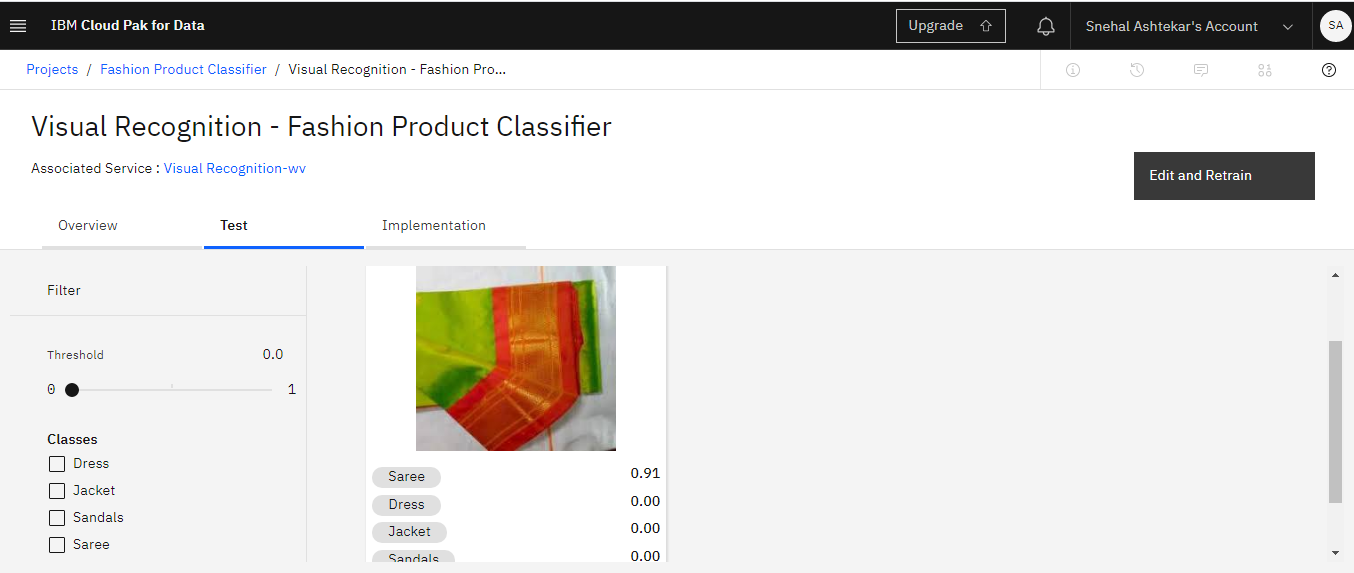 IBM Cloud Pak for Data
Upgrade
Snehal Ashtekar's Account
SA
Projects / Fashion Product Classifier / Visual Recognition - Fashion Pro...
Visual Recognition - Fashion Product Classifier
Associated Service : Visual Recognition-wv
Edit and Retrain
Overview
Test
Implementation
Filter
Threshold 0.0
0 1
Classes
Dress
Jacket
Sandals
Saree
Saree 0.91
Dress 0.00
Jacket 0.00
Sandals 0.00